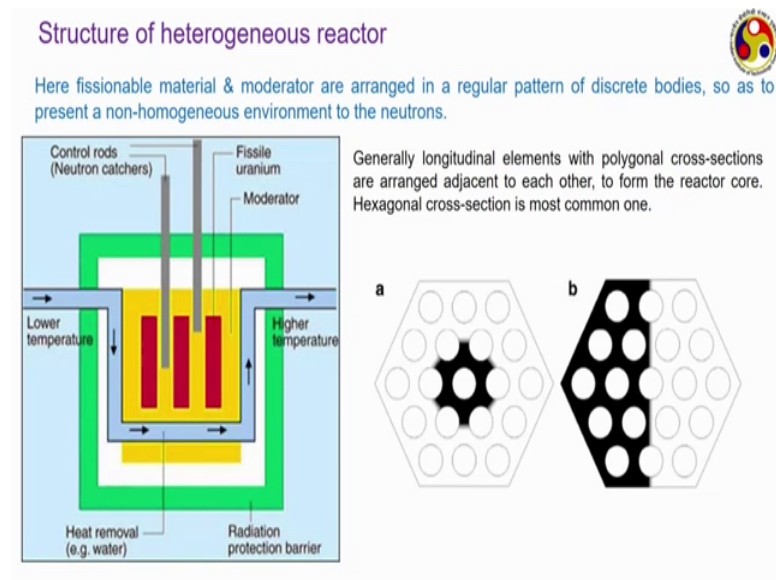 Structure of heterogeneous reactor
Here fissionable material & moderator are arranged in a regular pattern of discrete bodies, so as to
present a non-homogeneous environment to the neutrons.
Control rods
(Neutron catchers)
Fissile
uranium
Moderator
Lower
temperature
Higher
temperature
Heat removal
(e.g. water)
Radiation
protection barrier
Generally longitudinal elements with polygonal cross-sections
are arranged adjacent to each other, to form the reactor core.
Hexagonal cross-section is most common one.
a
b